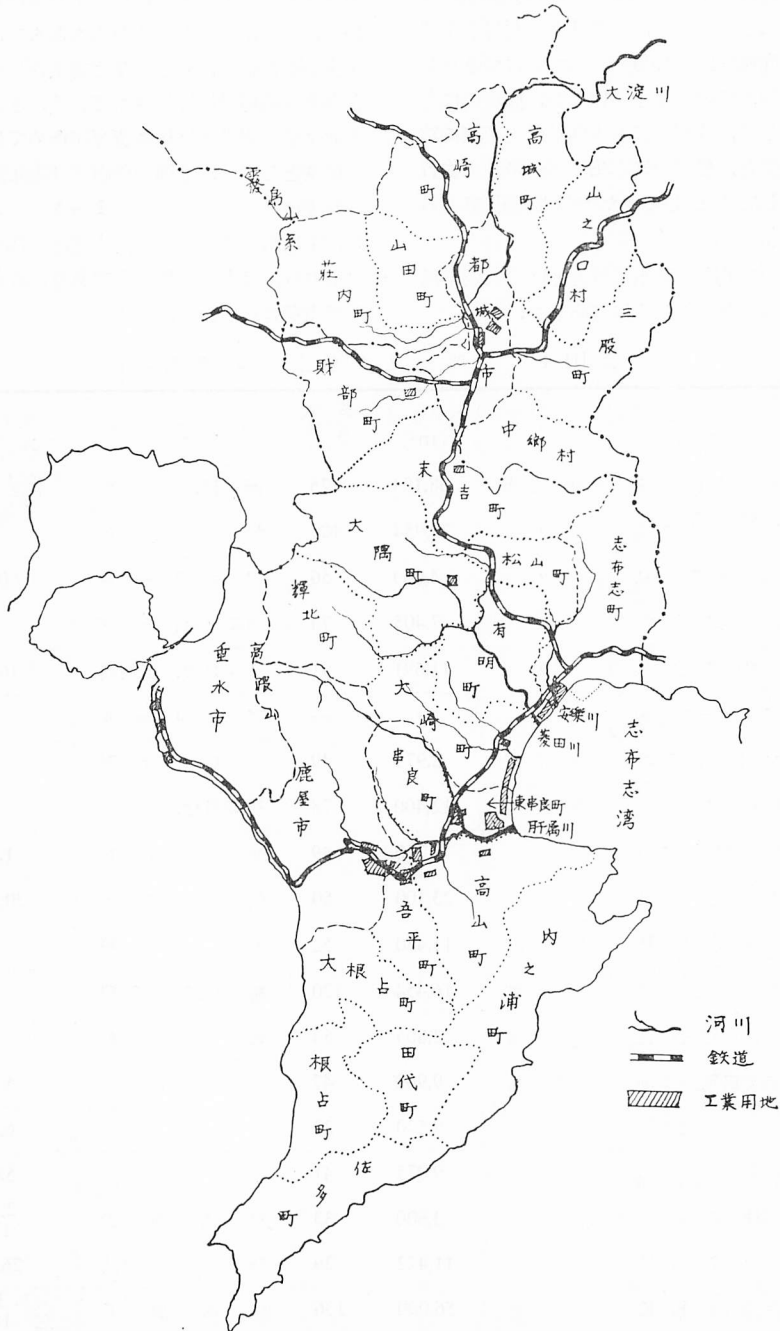 大淀川
高崎町
高城町
山之口村
霧島山系
都城市
山田町
荘内町
三股町
財部町
中郷村
末吉町
大隅町
松山町
志布志町
輝北町
有明町
高隈山
垂水市
大崎町
安樂川
菱田川
志布志湾
串良町
鹿屋市
東串良町
肝属川
高山町
吾平町
内之浦町
大根占町
田代町
根占町
佐多町
河川
鉄道
工業用地